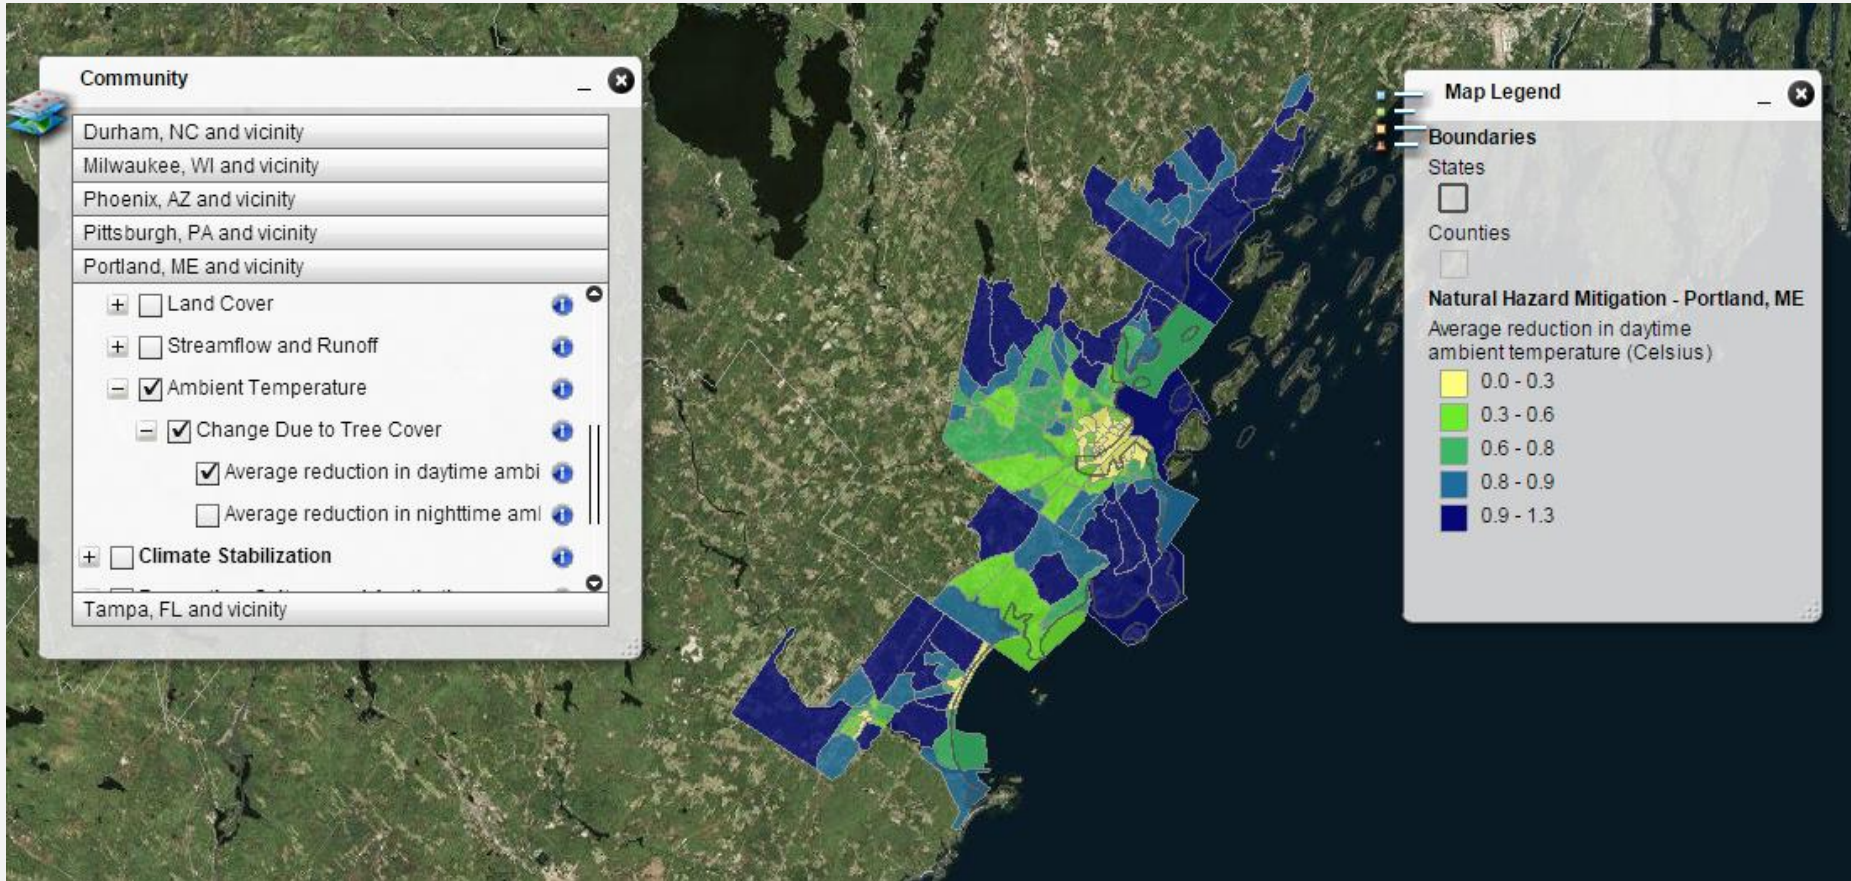 Community
Durham, NC and vicinity
Milwaukee, WI and vicinity
Phoenix, AZ and vicinity
Pittsburgh, PA and vicinity
Portland, ME and vicinity
Land Cover
Streamflow and Runoff
Ambient Temperature
Change Due to Tree Cover
Average reduction in daytime ambi
Average reduction in nighttime am
Climate Stabilization
Tampa, FL and vicinity
Map Legend
Boundaries
States
Counties
Natural Hazard Mitigation - Portland, ME
Average reduction in daytime
ambient temperature (Celsius)
0.0 - 0.3
0.3 - 0.6
0.6 - 0.8
0.8 - 0.9
0.9 - 1.3